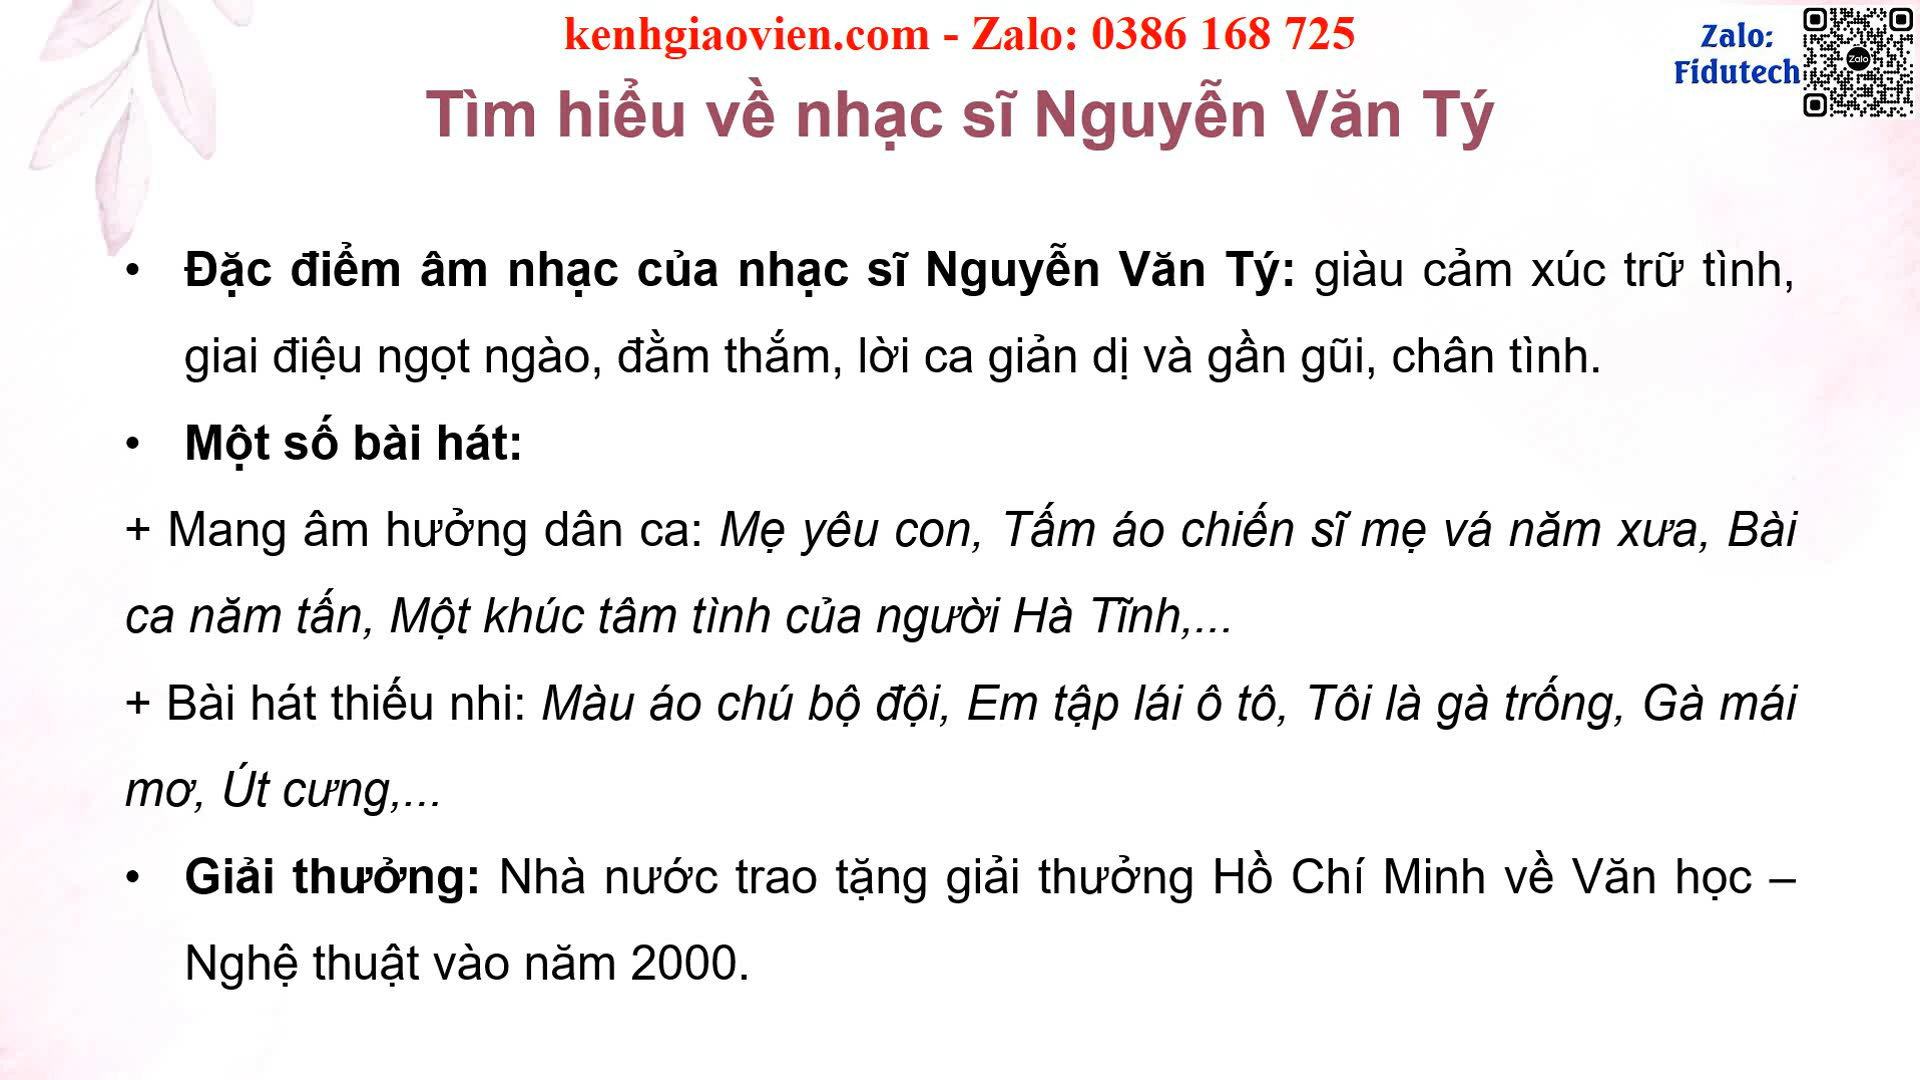 kenhgiaovien.com - Zalo: 0386 168 725
Zalo:
Fidutech
Zalo
Tìm hiểu về nhạc sĩ Nguyễn Văn Tý
• Đặc điểm âm nhạc của nhạc sĩ Nguyễn Văn Tý: giàu cảm xúc trữ tình,
giai điệu ngọt ngào, đằm thắm, lời ca giản dị và gần gũi, chân tình.
• Một số bài hát:
+ Mang âm hưởng dân ca: Mẹ yêu con, Tấm áo chiến sĩ mẹ vá năm xưa, Bài
ca năm tấn, Một khúc tâm tình của người Hà Tĩnh,...
+ Bài hát thiếu nhi: Màu áo chú bộ đội, Em tập lái ô tô, Tôi là gà trống, Gà mái
mơ, Út cưng,...
• Giải thưởng: Nhà nước trao tặng giải thưởng Hồ Chí Minh về Văn học –
Nghệ thuật vào năm 2000.